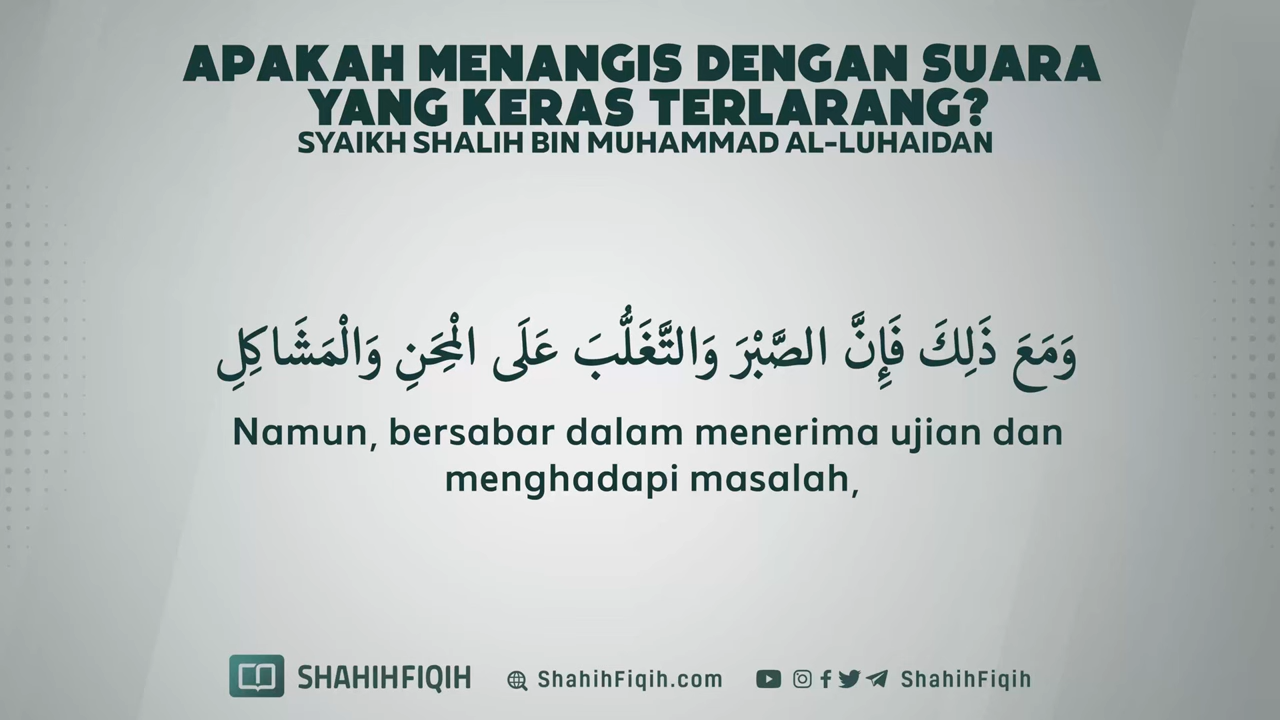 APAKAH MENANGIS DENGAN SUARA
YANG KERAS TERLARANG?
SYAIKH SHALIH BIN MUHAMMAD AL-LUHAIDAN
وَمَعَ ذَلِكَ فَإِنَّ الصَّبْرَ وَالتَّغَلُّبَ عَلَى الْمِحَنِ وَالْمَشَاكِلِ
Namun, bersabar dalam menerima ujian dan
menghadapi masalah,
SHAHIHFIQIH ShahihFiqih.com ShahihFiqih